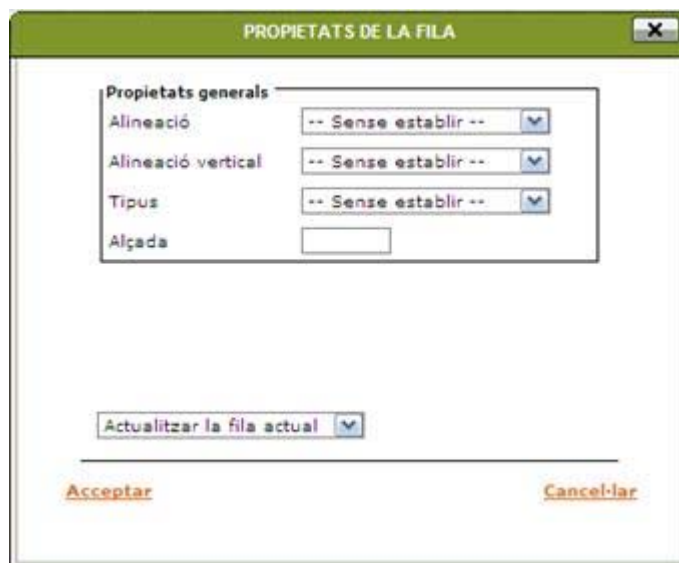 PROPIETATS DE LA FILA
Propietats generals
Alineació -- Sense establir --
Alineació vertical -- Sense establir --
Tipus -- Sense establir --
Alçada
Actualitzar la fila actual
Acceptar Cancel·lar